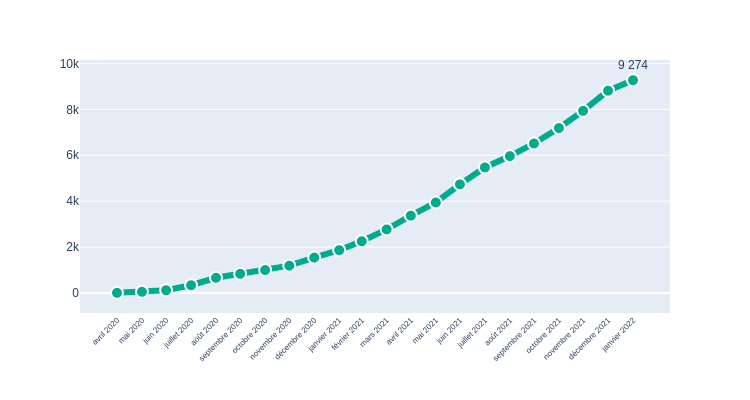 10k
9 274
8k
6k
4k
2k
0
avril 2020
mai 2020
juin 2020
juillet 2020
août 2020
septembre 2020
octobre 2020
novembre 2020
décembre 2020
janvier 2021
février 2021
mars 2021
avril 2021
mai 2021
juin 2021
juillet 2021
août 2021
septembre 2021
octobre 2021
novembre 2021
décembre 2021
janvier 2022